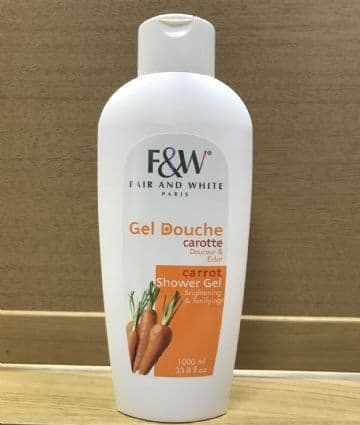 F&W®
FAIR AND WHITE
PARIS
Gel Douche
carotte
Douceur &
Eclat
carrot
Shower Gel
Brightening
& Tonifying
1000 ml
33.8 fl oz